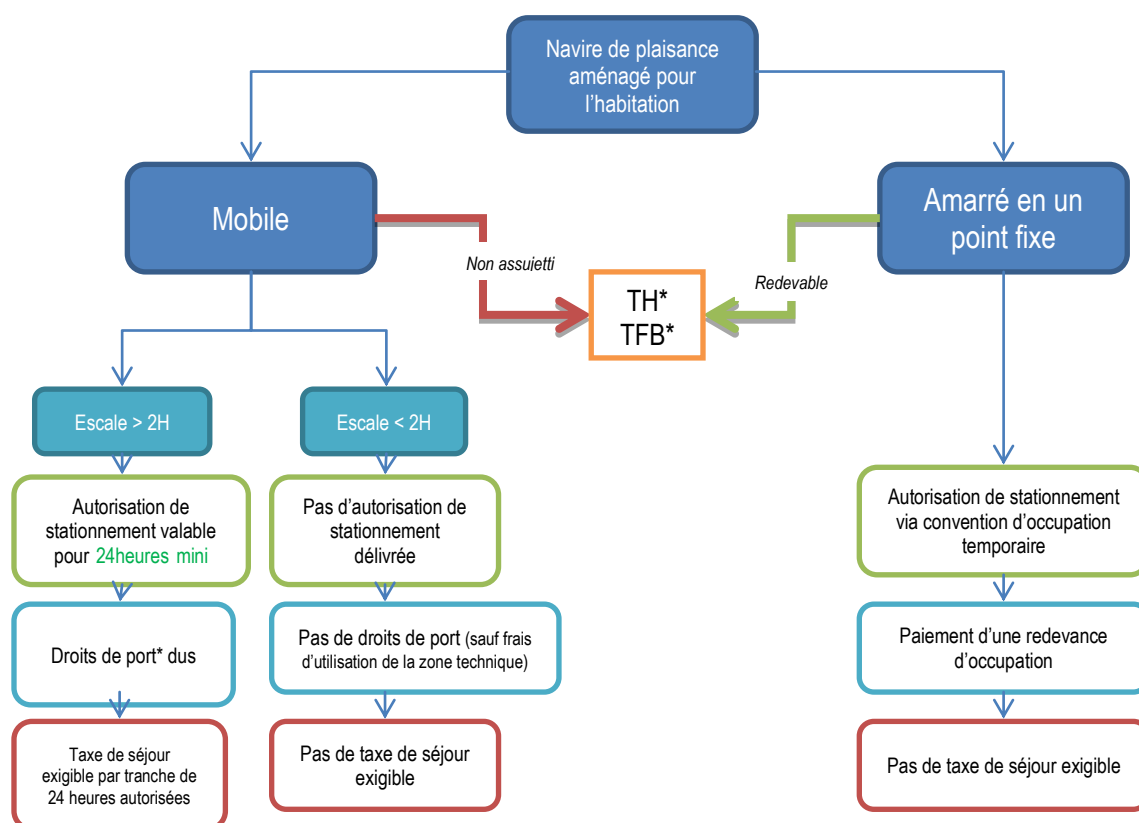 Navire de plaisance
aménagé pour
l'habitation
Mobile
Amarré en un
point fixe
Non assuietti
Redevable
TH*
TFB*
Escale > 2H
Escale < 2H
Autorisation de
stationnement valable
pour 24heures mini
Pas d'autorisation de
stationnement
délivrée
Autorisation de stationnement
via convention d'occupation
temporaire
Droits de port* dus
Pas de droits de port (sauf frais
d'utilisation de la zone technique)
Paiement d'une redevance
d'occupation
Taxe de séjour
exigible par tranche de
24 heures autorisées
Pas de taxe de séjour
exigible
Pas de taxe de séjour exigible